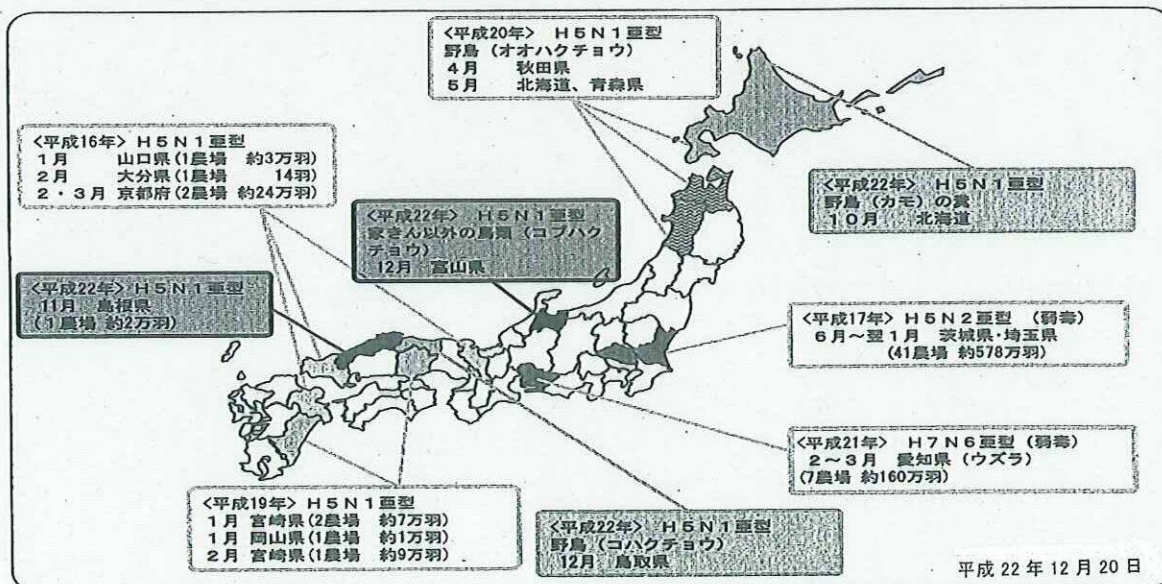 <平成20年> H5N1亜型
野鳥(オオハクチョウ)
4月 秋田県
5月 北海道、青森県
<平成16年> H5N1亜型
1月 山口県(1農場 約3万羽)
2月 大分県(1農場 14羽)
2・3月 京都府(2農場 約24万羽)
<平成22年> H5N1亜型
野鳥(カモ)の糞
10月 北海道
<平成22年> H5N1亜型
家きん以外の鳥類(コブハク
チョウ)
12月 富山県
<平成22年> H5N1亜型
11月 島根県
(1農場 約2万羽)
<平成17年> H5N2亜型 (弱毒)
6月~翌1月 茨城県・埼玉県
(41農場 約578万羽)
<平成21年> H7N6亜型 (弱毒)
2~3月 愛知県(ウズラ)
(7農場 約160万羽)
<平成19年> H5N1亜型
1月 宮崎県(2農場 約7万羽)
1月 岡山県(1農場 約1万羽)
2月 宮崎県(1農場 約9万羽)
<平成22年> H5N1亜型
野鳥(コハクチョウ)
12月 鳥取県
平成22年12月20日